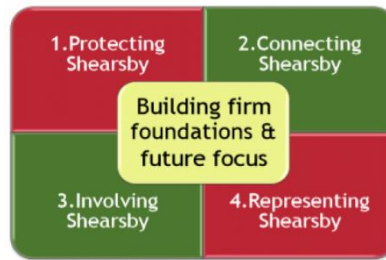 1.Protecting
Shearsby
2.Connecting
Shearsby
Building firm
foundations &
future focus
3.Involving
Shearsby
4.Representing
Shearsby